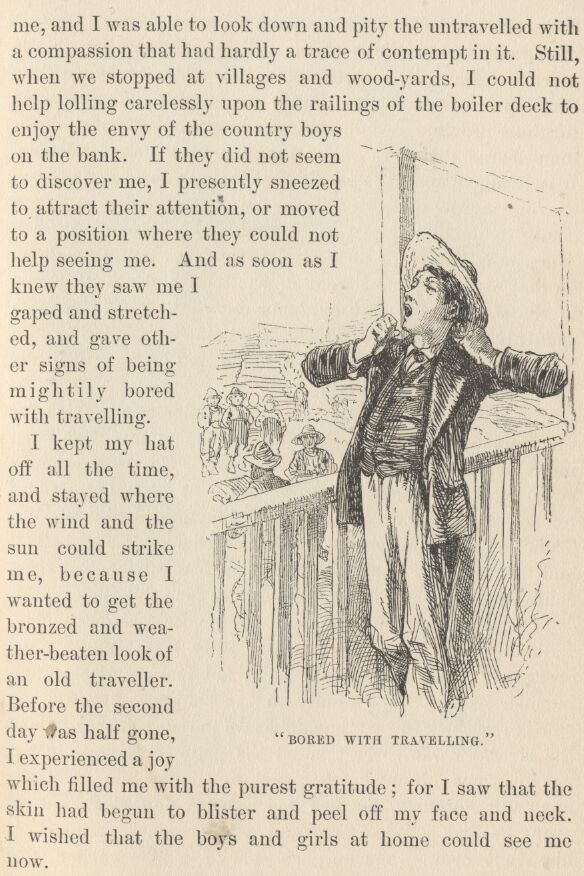 me, and I was able to look down and pity the untravelled with
a compassion that had hardly a trace of contempt in it. Still,
when we stopped at villages and wood-yards, I could not
help lolling carelessly upon the railings of the boiler deck to
enjoy the envy of the country boys
on the bank. If they did not seem
to discover me, I presently sneezed
to attract their attention, or moved
to a position where they could not
help seeing me. And as soon as I
knew they saw me I
gaped and stretch-
ed, and gave oth-
er signs of being
mightily bored
with travelling.
I kept my hat
off all the time,
and stayed where
the wind and the
sun could strike
me, because I
wanted to get the
bronzed and wea-
ther-beaten look of
an old traveller.
Before the second
day was half gone,
I experienced a joy
which filled me with the purest gratitude; for I saw that the
skin had begun to blister and peel off my face and neck.
I wished that the boys and girls at home could see me
now.
"BORED WITH TRAVELLING."